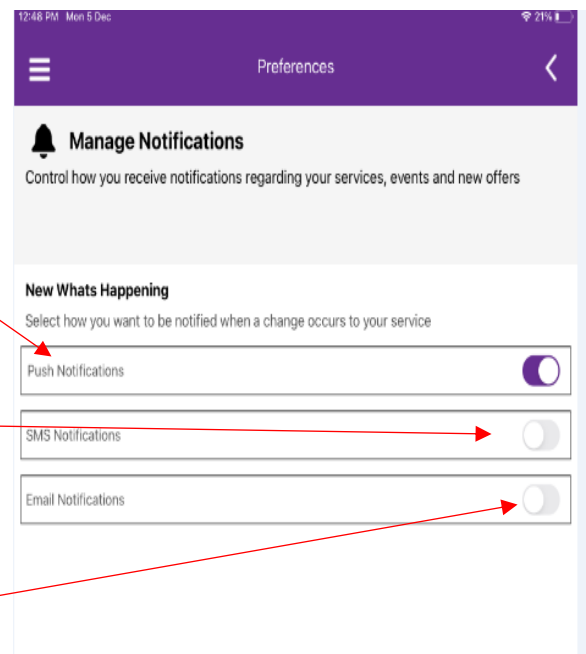 12:48 PM Mon 5 Dec 21%
Preferences
Manage Notifications
Control how you receive notifications regarding your services, events and new offers
New Whats Happening
Select how you want to be notified when a change occurs to your service
Push Notifications
SMS Notifications
Email Notifications